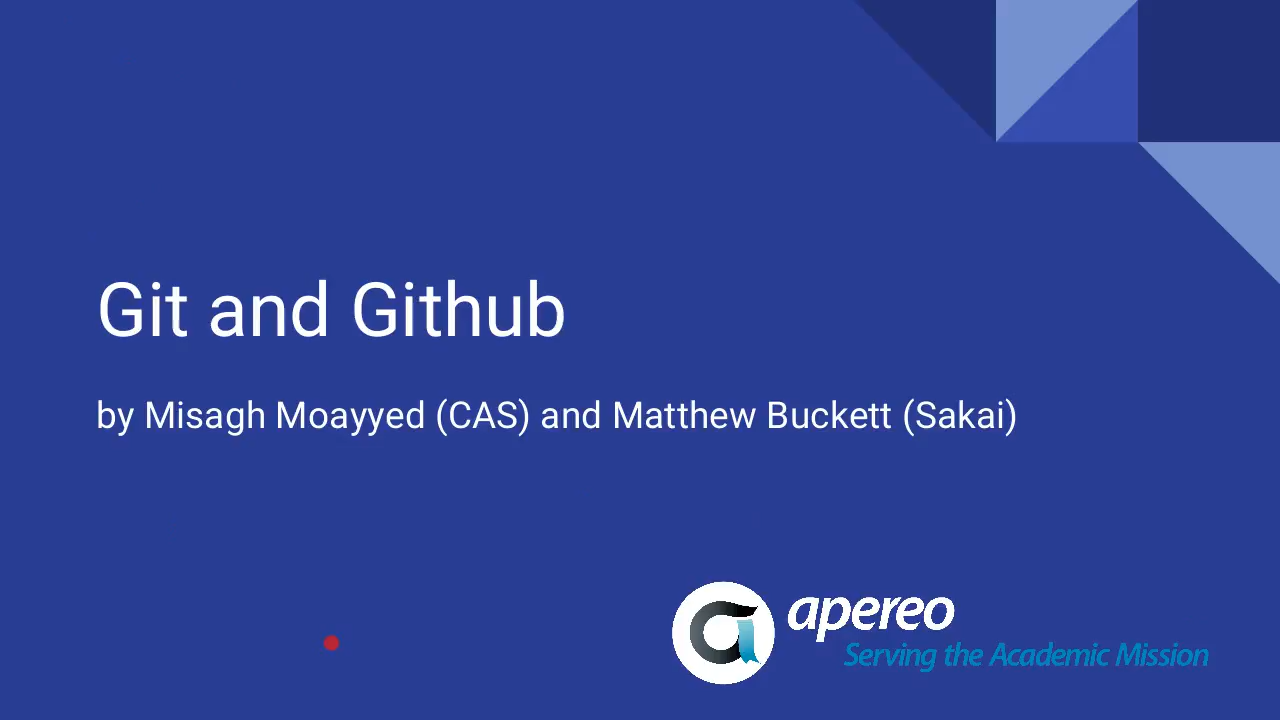 Git and Github
by Misagh Moayyed (CAS) and Matthew Buckett (Sakai)
apereo
Serving the Academic Mission